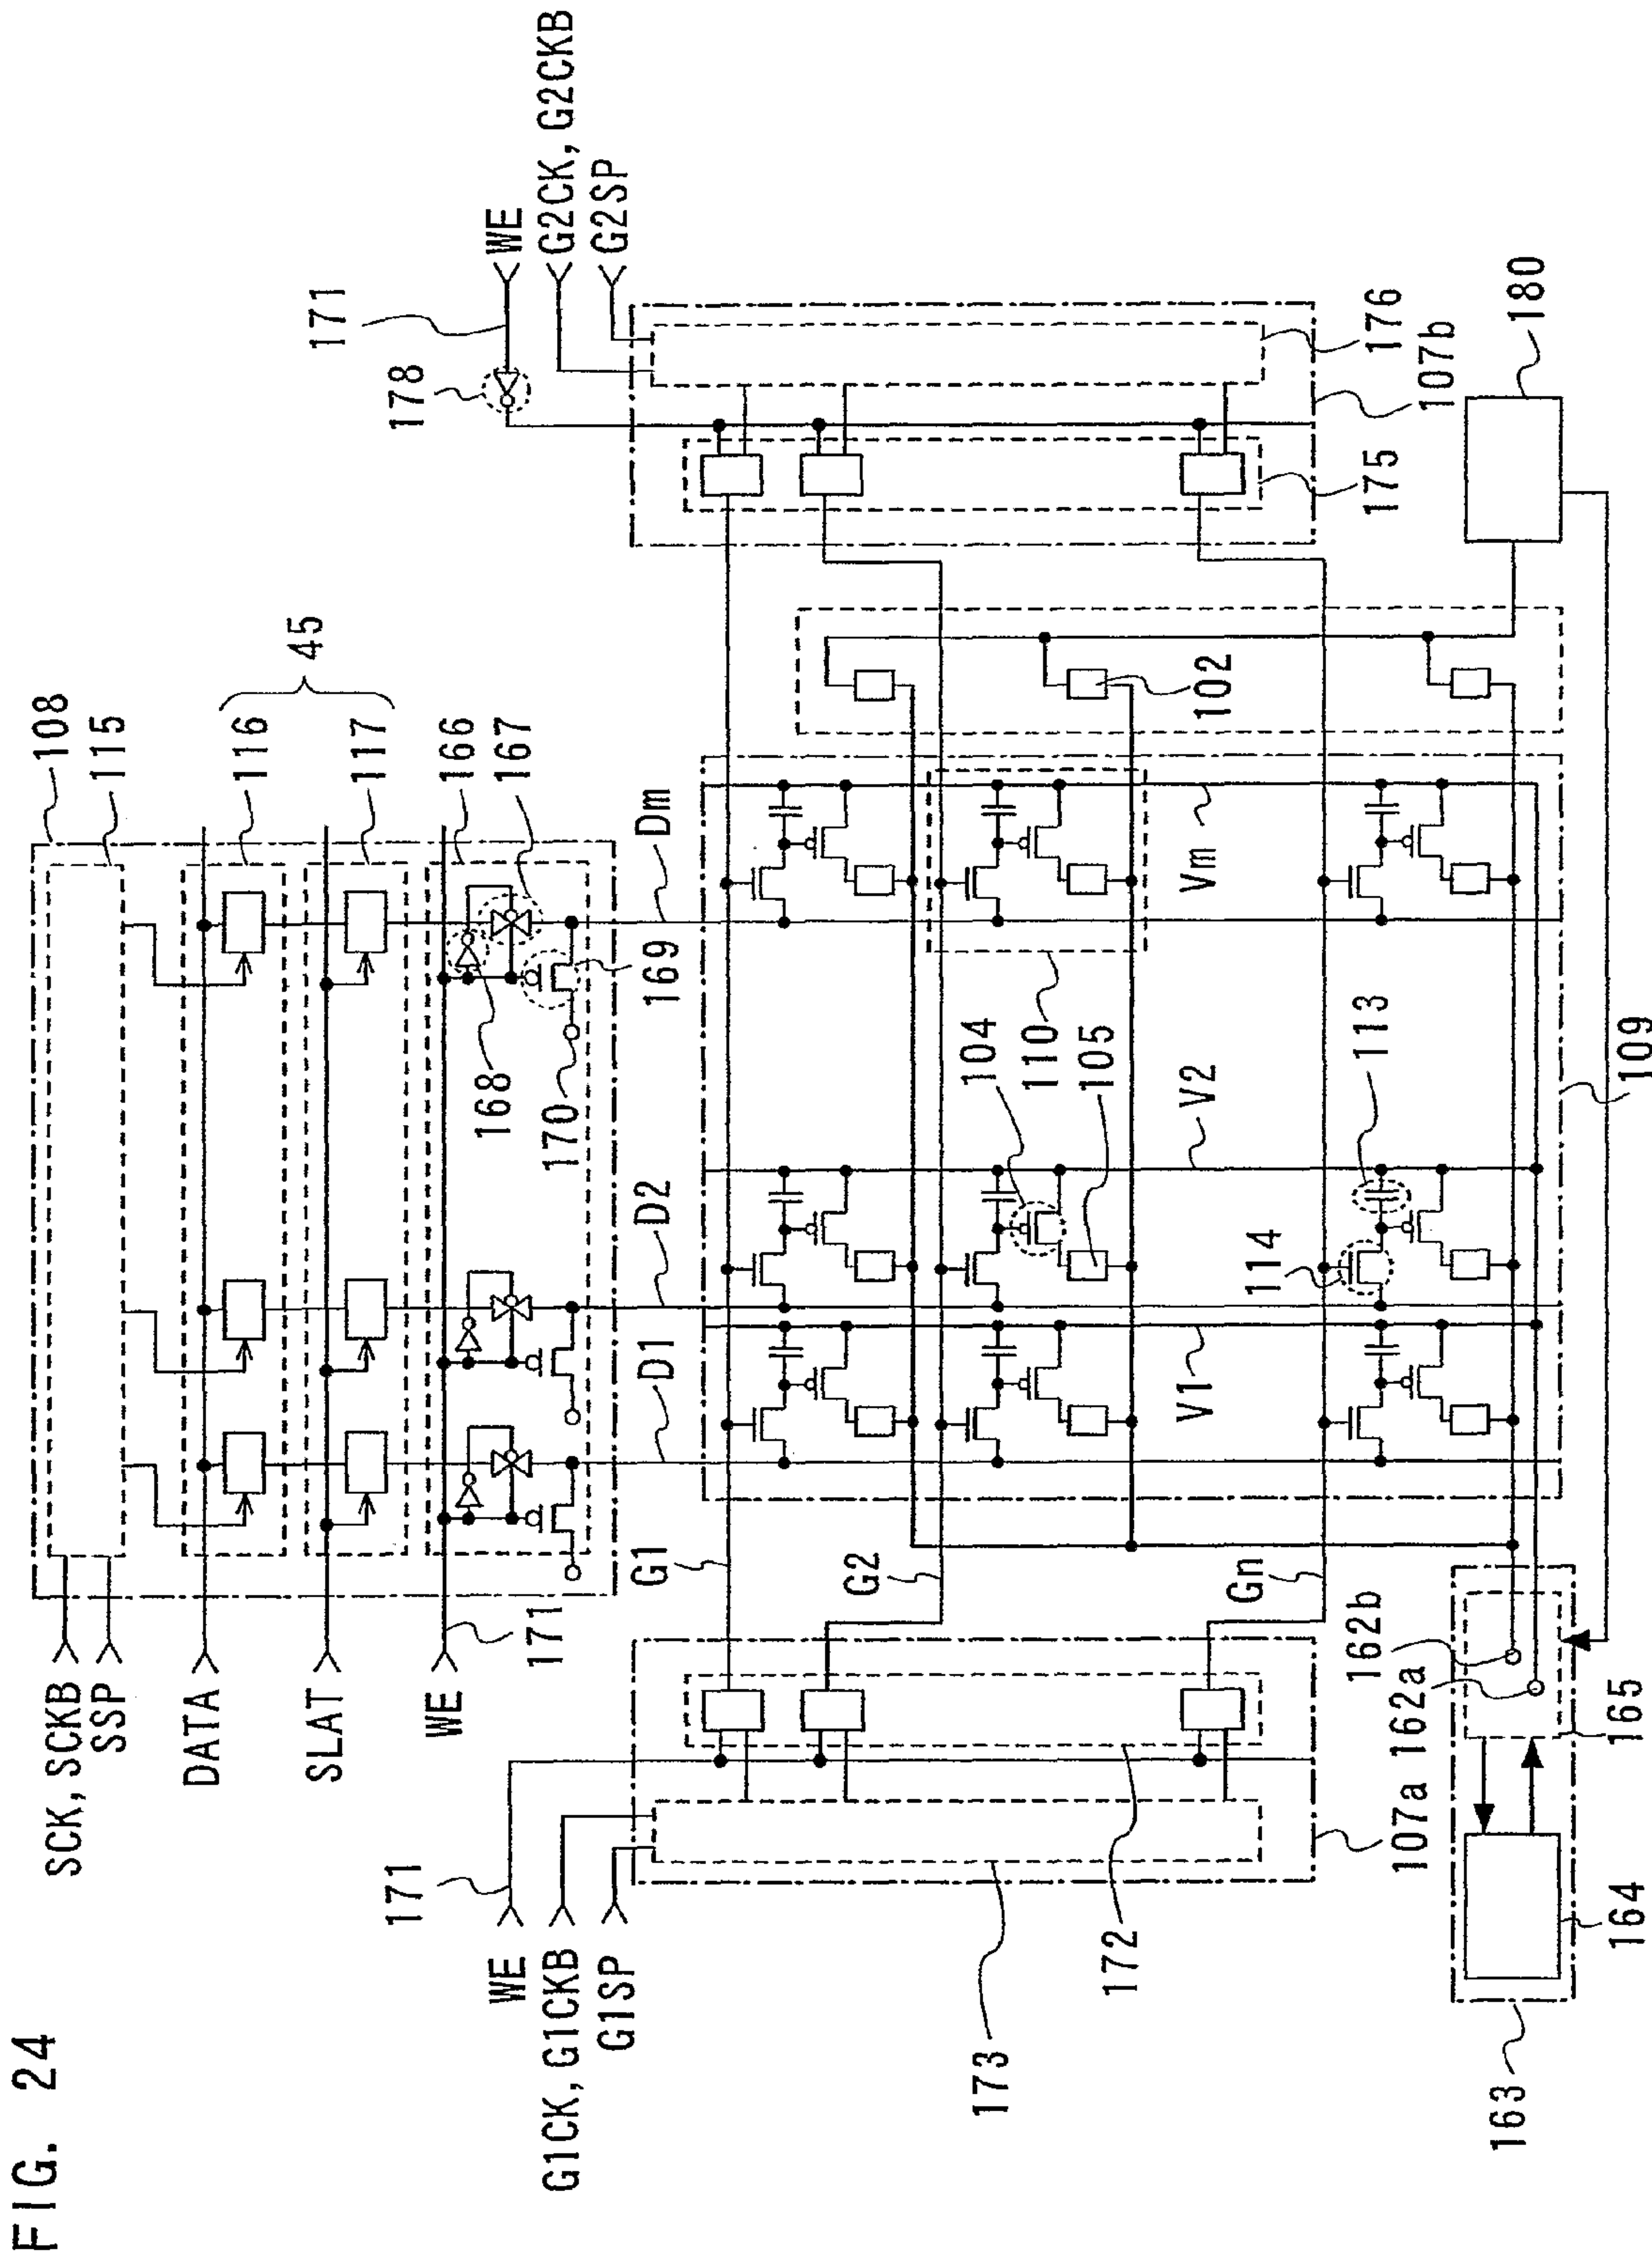 FIG. 24
SCK, SCKB
SSP
DATA
SLAT
WE
171
108
115
45
116
117
166
167
168
169
170
D1
D2
Dm
171
WE
G1CK, G1CKB
G1SP
171
178
WE
G2CK, G2CKB
G2SP
G1
G2
Gn
V1
V2
Vm
104
110
105
114
113
102
173
172
107a
175
176
107b
180
109
162b
162a
165
164
163